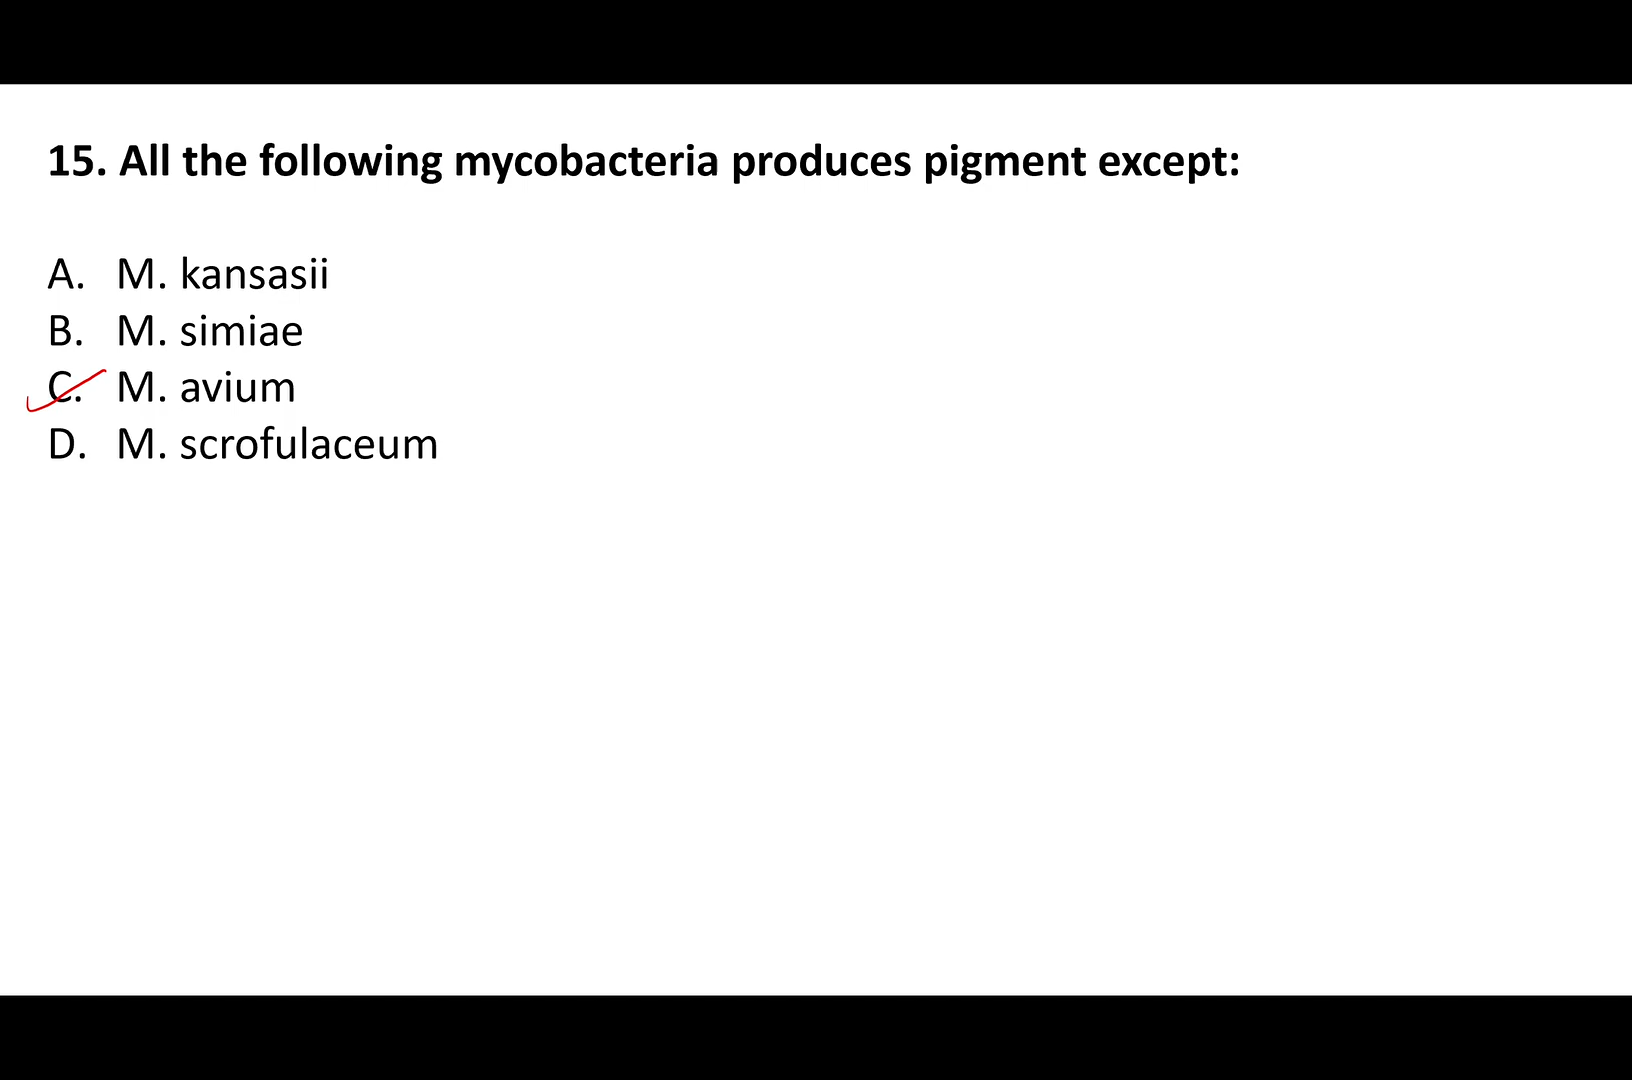 15. All the following mycobacteria produces pigment except:
A. M. kansasii
B. M. simiae
C. M. avium
D. M. scrofulaceum